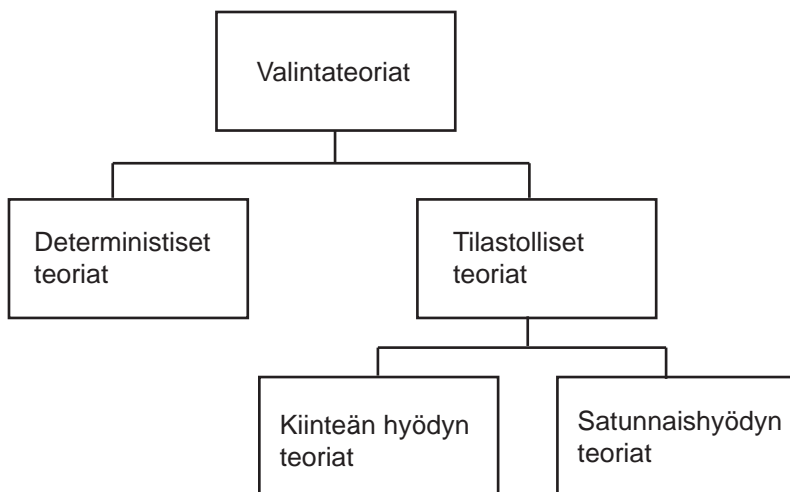 Valintateoriat
Deterministiset
teoriat
Tilastolliset
teoriat
Kiinteän hyödyn
teoriat
Satunnaishyödyn
teoriat